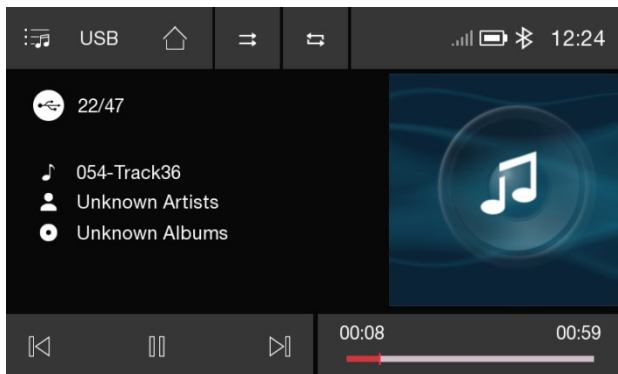 USB 12:24
22/47
054-Track36
Unknown Artists
Unknown Albums
00:08 00:59